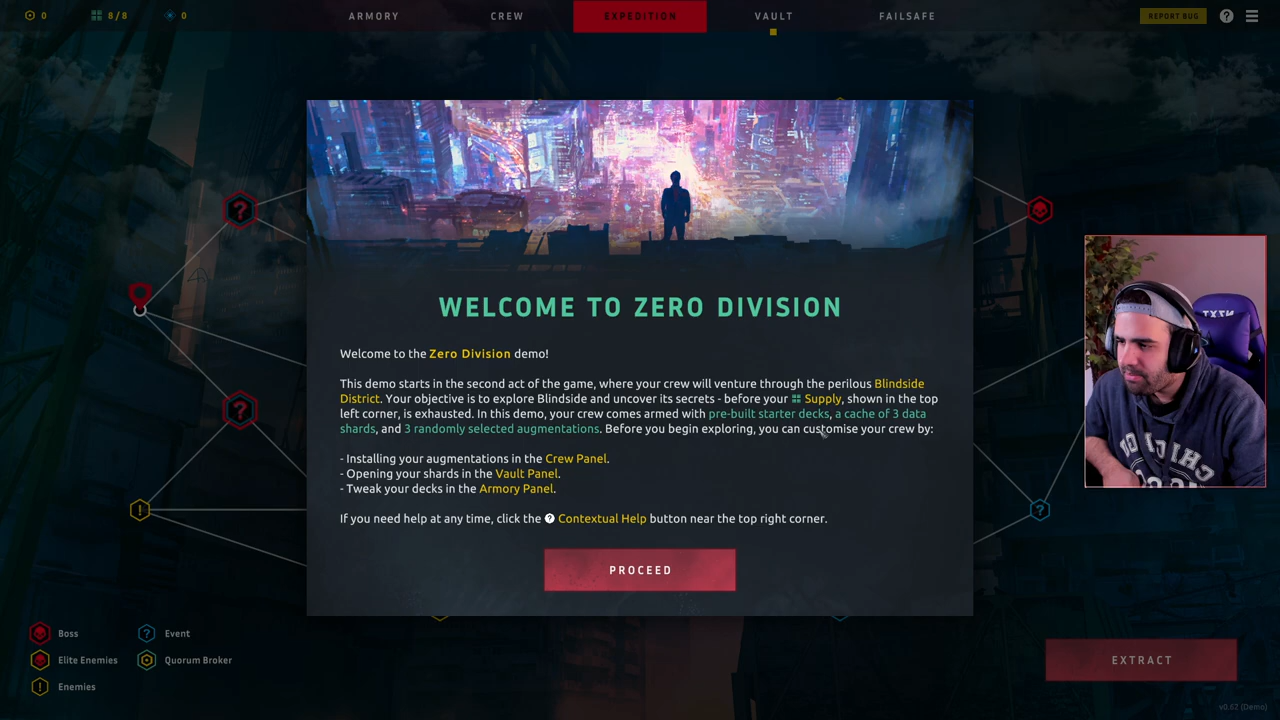 0 8/8 0 ARMORY CREW EXPEDITION VAULT FAILSAFE REPORT BUG ?
WELCOME TO ZERO DIVISION
Welcome to the Zero Division demo!
This demo starts in the second act of the game, where your crew will venture through the perilous Blindside
District. Your objective is to explore Blindside and uncover its secrets - before your Supply, shown in the top
left corner, is exhausted. In this demo, your crew comes armed with pre-built starter decks, a cache of 3 data
shards, and 3 randomly selected augmentations. Before you begin exploring, you can customise your crew by:
- Installing your augmentations in the Crew Panel.
- Opening your shards in the Vault Panel.
- Tweak your decks in the Armory Panel.
If you need help at any time, click the ? Contextual Help button near the top right corner.
PROCEED
Boss
Event
Elite Enemies
Quorum Broker
Enemies
EXTRACT
v0.62 (Demo)